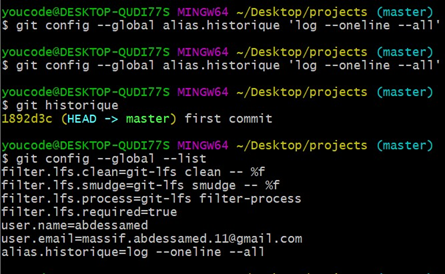 youcode@DESKTOP-QUDI77S MINGW64 ~/Desktop/projects (master)
$ git config --global alias.historique 'log --oneline --all'
youcode@DESKTOP-QUDI77S MINGW64 ~/Desktop/projects (master)
$ git config --global alias.historique 'log --oneline --all'
youcode@DESKTOP-QUDI77S MINGW64 ~/Desktop/projects (master)
$ git historique
1892d3c (HEAD -> master) first commit
youcode@DESKTOP-QUDI77S MINGW64 ~/Desktop/projects (master)
$ git config --global --list
filter.lfs.clean=git-lfs clean -- %f
filter.lfs.smudge=git-lfs smudge -- %f
filter.lfs.process=git-lfs filter-process
filter.lfs.required=true
user.name=abdessamed
user.email=massif.abdessamed.11@gmail.com
alias.historique=log --oneline --all